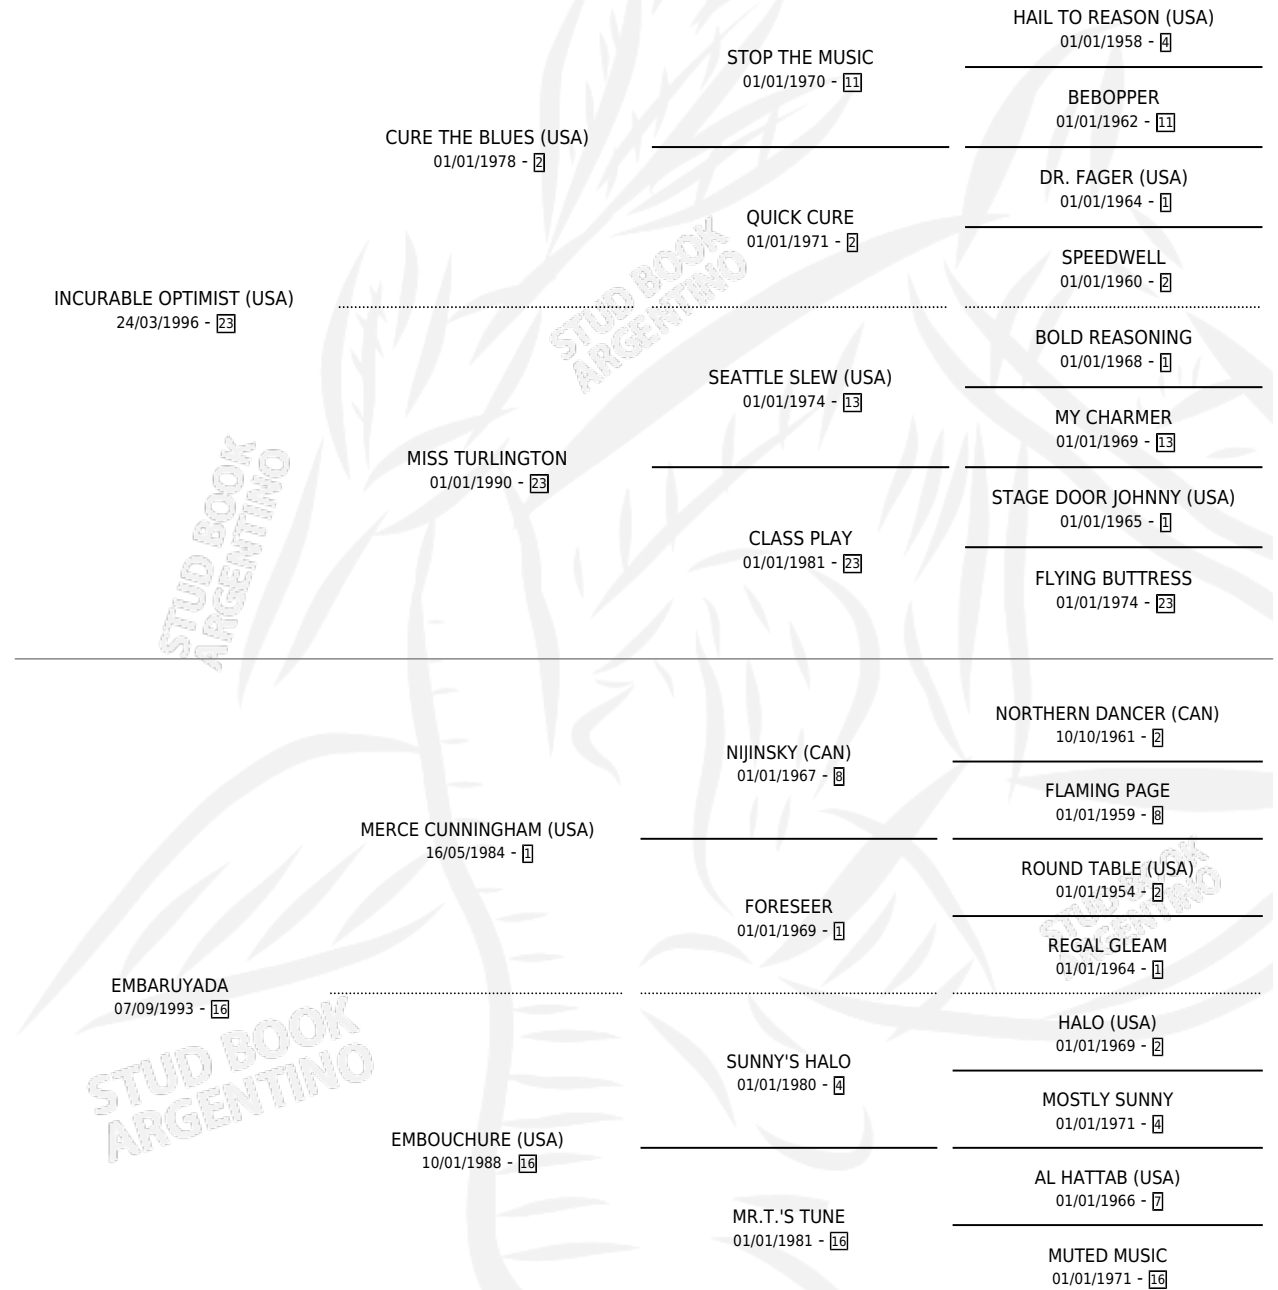 HAIL TO REASON (USA)
01/01/1958 - 4
STOP THE MUSIC
01/01/1970 - 11
BEBOPPER
01/01/1962 - 11
CURE THE BLUES (USA)
01/01/1978 - 2
DR. FAGER (USA)
01/01/1964 - 1
QUICK CURE
01/01/1971 - 2
SPEEDWELL
01/01/1960 - 2
INCURABLE OPTIMIST (USA)
24/03/1996 - 23
STUD BOOK
ARGENTINO
BOLD REASONING
01/01/1968 - 1
SEATTLE SLEW (USA)
01/01/1974 - 13
MY CHARMER
01/01/1969 - 13
MISS TURLINGTON
01/01/1990 - 23
STAGE DOOR JOHNNY (USA)
01/01/1965 - 1
CLASS PLAY
01/01/1981 - 23
FLYING BUTTRESS
01/01/1974 - 23
STUD BOOK
ARGENTINO
NORTHERN DANCER (CAN)
10/10/1961 - 2
NIJINSKY (CAN)
01/01/1967 - 8
FLAMING PAGE
01/01/1959 - 8
MERCE CUNNINGHAM (USA)
16/05/1984 - 1
ROUND TABLE (USA)
01/01/1954 - 2
FORESEER
01/01/1969 - 1
REGAL GLEAM
01/01/1964 - 1
STUD BOOK
ARGENTINO
EMBARUYADA
07/09/1993 - 16
HALO (USA)
01/01/1969 - 2
SUNNY'S HALO
01/01/1980 - 4
MOSTLY SUNNY
01/01/1971 - 4
STUD BOOK
ARGENTINO
EMBOUCHURE (USA)
10/01/1988 - 16
AL HATTAB (USA)
01/01/1966 - 7
MR.T.'S TUNE
01/01/1981 - 16
MUTED MUSIC
01/01/1971 - 16